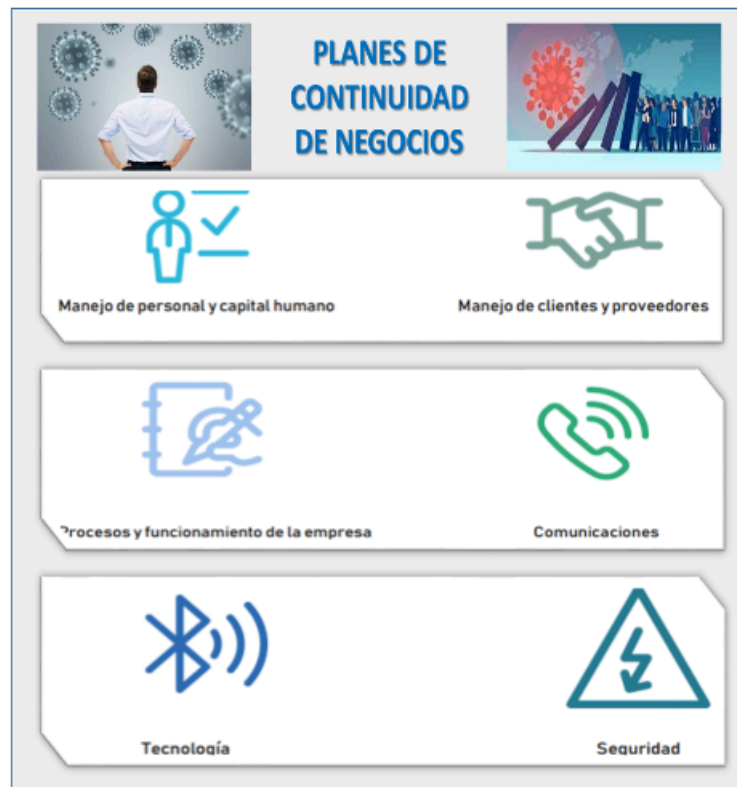 PLANES DE
CONTINUIDAD
DE NEGOCIOS
Manejo de personal y capital humano
Manejo de clientes y proveedores
Procesos y funcionamiento de la empresa
Comunicaciones
Tecnología
Seguridad